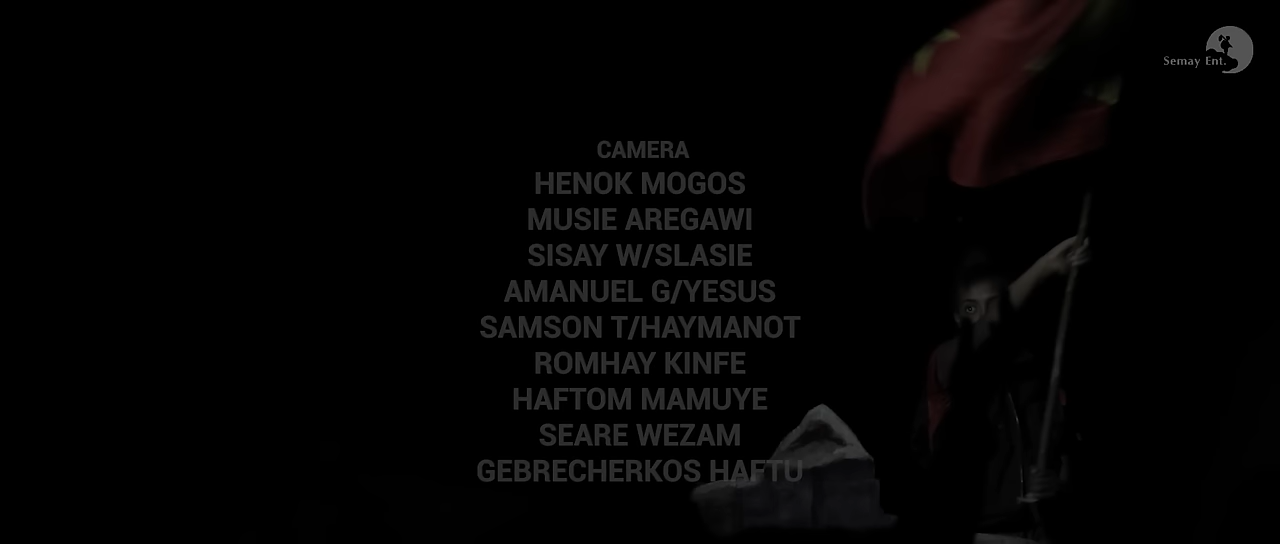 Semay Ent.
CAMERA
HENOK MOGOS
MUSIE AREGAWI
SISAY W/SLASIE
AMANUEL G/YESUS
SAMSON T/HAYMANOT
ROMHAY KINFE
HAFTOM MAMUYE
SEARE WEZAM
GEBRECHERKOS HAFTU